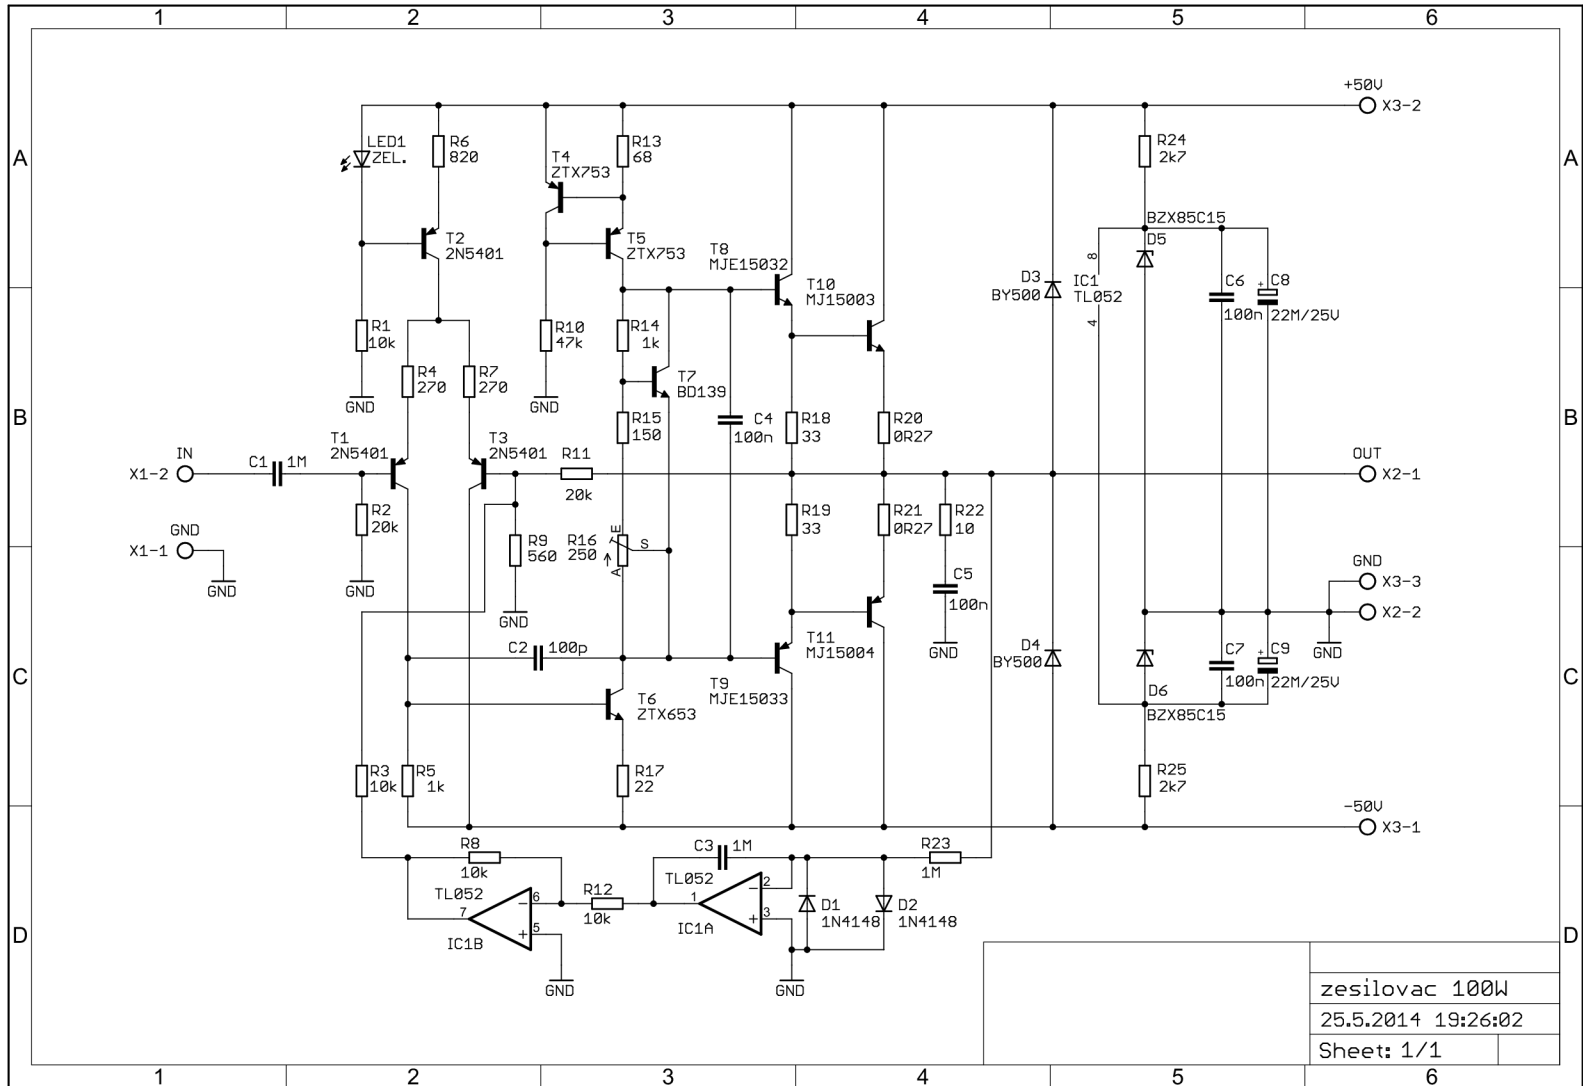 1 2 3 4 5 6
+50V
X3-2
A A
LED1
ZEL.
R6
820
T4
ZTX753
R13
68
R24
2k7
T2
2N5401
T5
ZTX753
T8
MJE15032
T10
MJ15003
D3
BY500
8
IC1
TL052
4
BZX85C15
D5
C6
100n
+
C8
22M/25V
R1
10k
GND
R4
270
R7
270
R10
47k
GND
R14
1k
T7
BD139
B B
R15
150
C4
100n
R18
33
R20
0R27
IN
X1-2
C1
1M
T1
2N5401
T3
2N5401
R11
20k
OUT
X2-1
R2
20k
GND
X1-1
GND
GND
R9
560
GND
R16
250
E
S
A
R19
33
R21
0R27
R22
10
C5
100n
GND
GND
X3-3
X2-2
GND
C C
C2
100p
T11
MJ15004
T9
MJE15033
T6
ZTX653
D4
BY500
D6
BZX85C15
C7
100n
+
C9
22M/25V
R3
10k
R5
1k
R17
22
R25
2k7
-50V
X3-1
R8
10k
C3
1M
R23
1M
TL052
7
6
-
5
+
IC1B
GND
R12
10k
TL052
1
2
-
3
+
IC1A
GND
D1
1N4148
D2
1N4148
D D
zesilovac 100W
25.5.2014 19:26:02
Sheet: 1/1
1 2 3 4 5 6